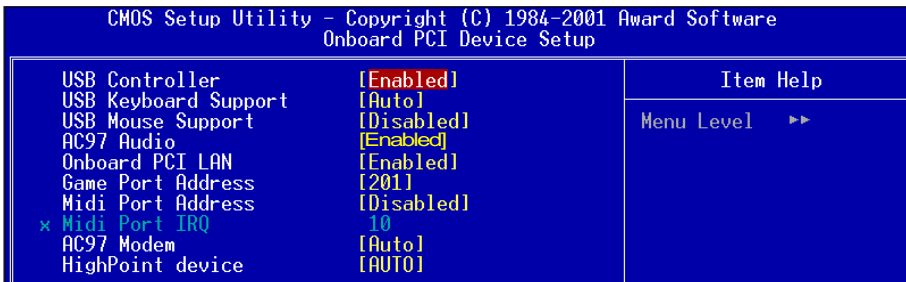 CMOS Setup Utility – Copyright (C) 1984–2001 Award Software
Onboard PCI Device Setup
USB Controller [Enabled] Item Help
USB Keyboard Support [Auto]
USB Mouse Support [Disabled] Menu Level ▶▶
AC97 Audio [Enabled]
Onboard PCI LAN [Enabled]
Game Port Address [201]
Midi Port Address [Disabled]
x Midi Port IRQ 10
AC97 Modem [Auto]
HighPoint device [AUTO]